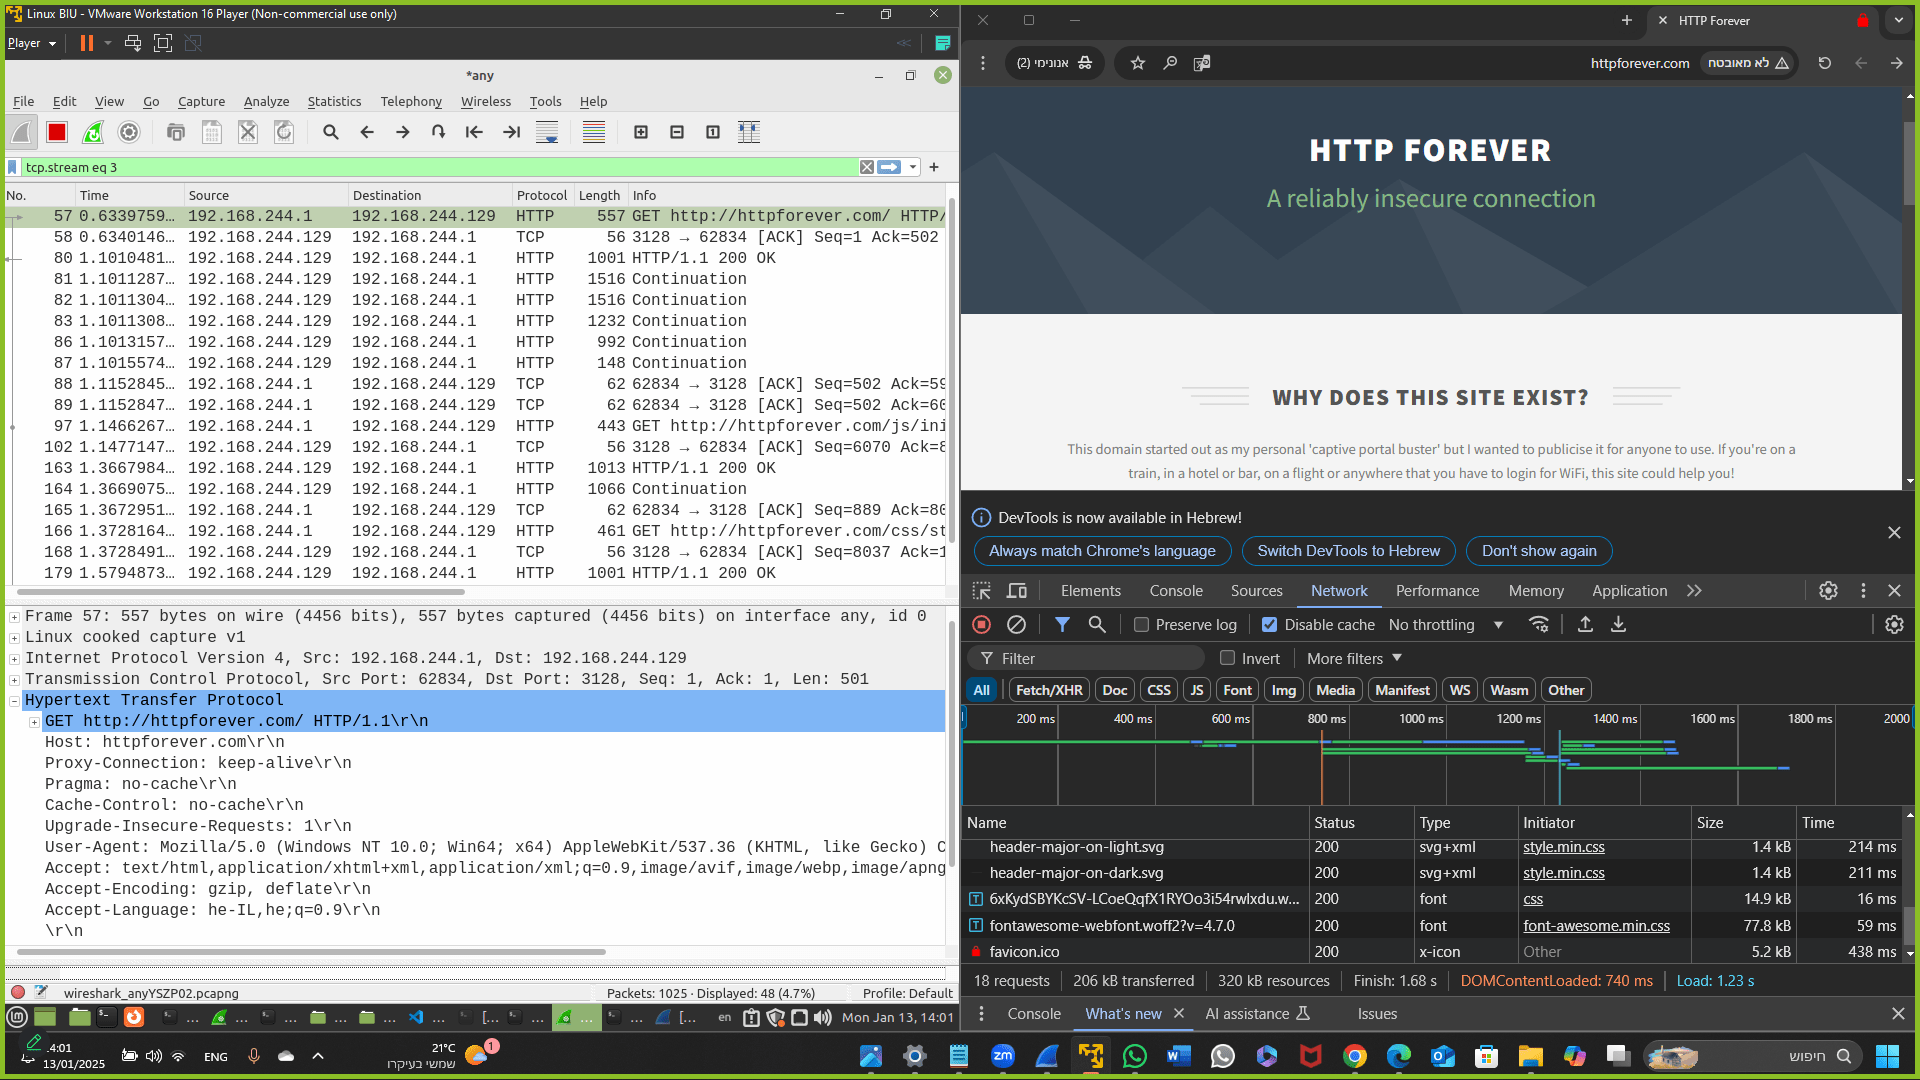 Linux BIU - VMware Workstation 16 Player (Non-commercial use only)
Player
*any
File Edit View Go Capture Analyze Statistics Telephony Wireless Tools Help
tcp.stream eq 3
No. Time Source Destination Protocol Length Info
57 0.6339759... 192.168.244.1 192.168.244.129 HTTP 557 GET http://httpforever.com/ HTTP/
58 0.6340146... 192.168.244.129 192.168.244.1 TCP 56 3128 → 62834 [ACK] Seq=1 Ack=502
80 1.1010481... 192.168.244.129 192.168.244.1 HTTP 1001 HTTP/1.1 200 OK
81 1.1011287... 192.168.244.129 192.168.244.1 HTTP 1516 Continuation
82 1.1011304... 192.168.244.129 192.168.244.1 HTTP 1516 Continuation
83 1.1011308... 192.168.244.129 192.168.244.1 HTTP 1232 Continuation
86 1.1013157... 192.168.244.129 192.168.244.1 HTTP 992 Continuation
87 1.1015574... 192.168.244.129 192.168.244.1 HTTP 148 Continuation
88 1.1152845... 192.168.244.1 192.168.244.129 TCP 62 62834 → 3128 [ACK] Seq=502 Ack=59
89 1.1152847... 192.168.244.1 192.168.244.129 TCP 62 62834 → 3128 [ACK] Seq=502 Ack=60
97 1.1466267... 192.168.244.1 192.168.244.129 HTTP 443 GET http://httpforever.com/js/ini
102 1.1477147... 192.168.244.129 192.168.244.1 TCP 56 3128 → 62834 [ACK] Seq=6070 Ack=8
163 1.3667984... 192.168.244.129 192.168.244.1 HTTP 1013 HTTP/1.1 200 OK
164 1.3669075... 192.168.244.129 192.168.244.1 HTTP 1066 Continuation
165 1.3672951... 192.168.244.1 192.168.244.129 TCP 62 62834 → 3128 [ACK] Seq=889 Ack=80
166 1.3728164... 192.168.244.1 192.168.244.129 HTTP 461 GET http://httpforever.com/css/st
168 1.3728491... 192.168.244.129 192.168.244.1 TCP 56 3128 → 62834 [ACK] Seq=8037 Ack=1
179 1.5794873... 192.168.244.129 192.168.244.1 HTTP 1001 HTTP/1.1 200 OK
Frame 57: 557 bytes on wire (4456 bits), 557 bytes captured (4456 bits) on interface any, id 0
Linux cooked capture v1
Internet Protocol Version 4, Src: 192.168.244.1, Dst: 192.168.244.129
Transmission Control Protocol, Src Port: 62834, Dst Port: 3128, Seq: 1, Ack: 1, Len: 501
Hypertext Transfer Protocol
GET http://httpforever.com/ HTTP/1.1\r\n
Host: httpforever.com\r\n
Proxy-Connection: keep-alive\r\n
Pragma: no-cache\r\n
Cache-Control: no-cache\r\n
Upgrade-Insecure-Requests: 1\r\n
User-Agent: Mozilla/5.0 (Windows NT 10.0; Win64; x64) AppleWebKit/537.36 (KHTML, like Gecko) C
Accept: text/html,application/xhtml+xml,application/xml;q=0.9,image/avif,image/webp,image/apng
Accept-Encoding: gzip, deflate\r\n
Accept-Language: he-IL,he;q=0.9\r\n
\r\n
wireshark_anyYSZP02.pcapng Packets: 1025 · Displayed: 48 (4.7%) Profile: Default
en Mon Jan 13, 14:01
HTTP Forever
אנונימי (2)
httpforever.com לא מאובטח
HTTP FOREVER
A reliably insecure connection
WHY DOES THIS SITE EXIST?
This domain started out as my personal 'captive portal buster' but I wanted to publicise it for anyone to use. If you're on a
train, in a hotel or bar, on a flight or anywhere that you have to login for WiFi, this site could help you!
DevTools is now available in Hebrew!
Always match Chrome's language Switch DevTools to Hebrew Don't show again
Elements Console Sources Network Performance Memory Application
Preserve log Disable cache No throttling
Filter Invert More filters
All Fetch/XHR Doc CSS JS Font Img Media Manifest WS Wasm Other
200 ms 400 ms 600 ms 800 ms 1000 ms 1200 ms 1400 ms 1600 ms 1800 ms 2000
Name Status Type Initiator Size Time
header-major-on-light.svg 200 svg+xml style.min.css 1.4 kB 214 ms
header-major-on-dark.svg 200 svg+xml style.min.css 1.4 kB 211 ms
6xKydSBYKcSV-LCoeQqfX1RYOo3i54rwlxdu.w... 200 font css 14.9 kB 16 ms
fontawesome-webfont.woff2?v=4.7.0 200 font font-awesome.min.css 77.8 kB 59 ms
favicon.ico 200 x-icon Other 5.2 kB 438 ms
18 requests 206 kB transferred 320 kB resources Finish: 1.68 s DOMContentLoaded: 740 ms Load: 1.23 s
Console What's new AI assistance Issues
4:01
13/01/2025
ENG
21°C
שמשי בעיקרו
1
zm
חיפוש